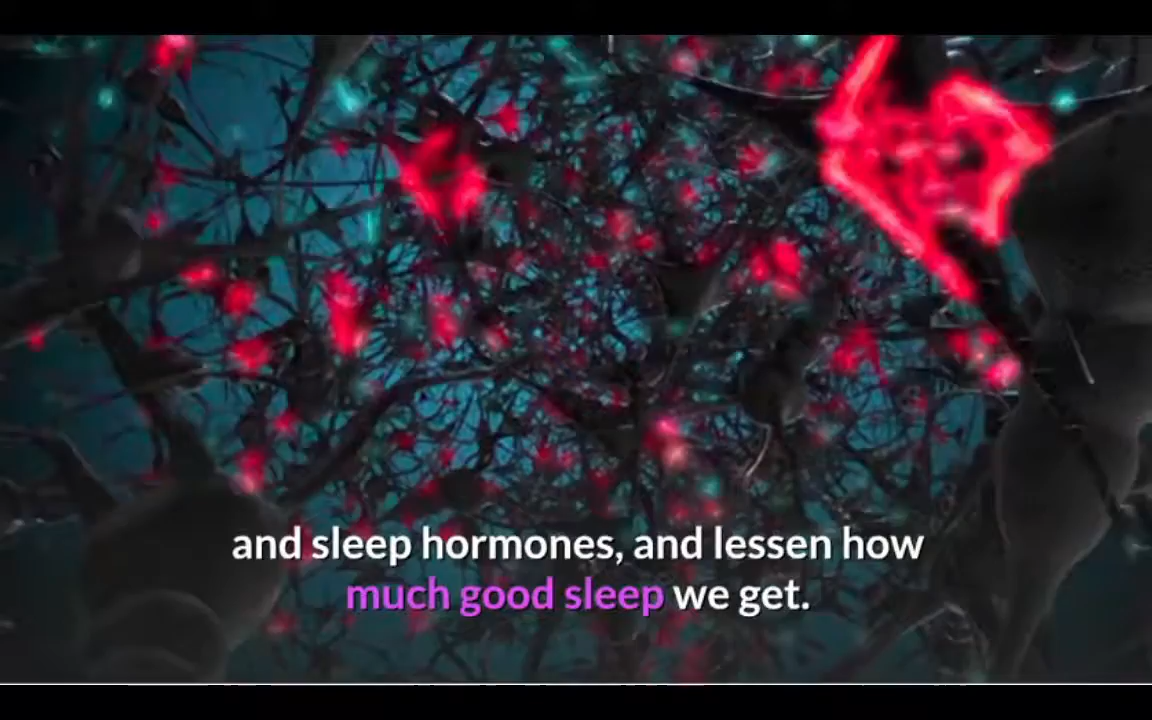 and sleep hormones, and lessen how
much good sleep we get.